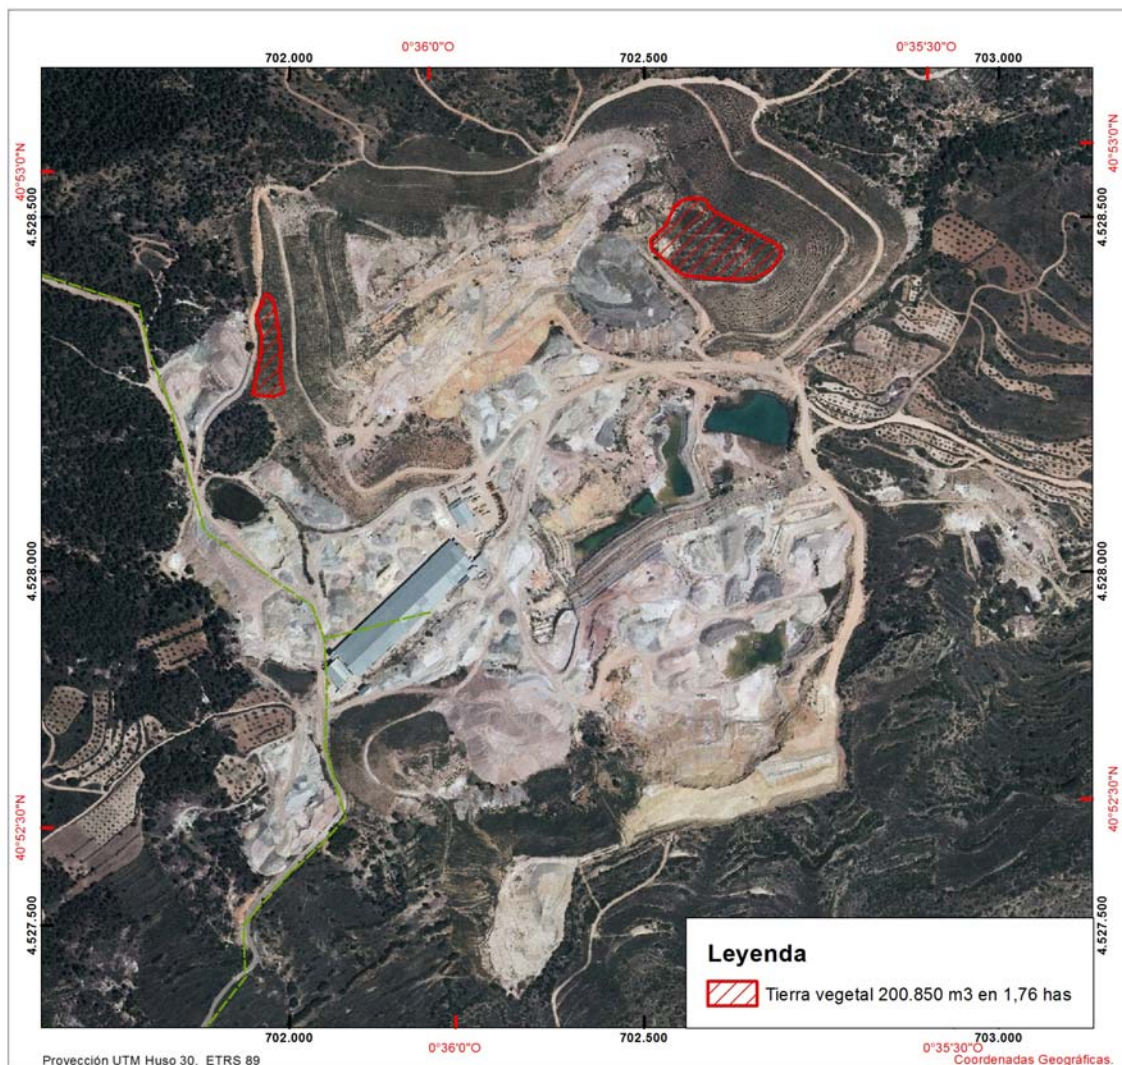 0°36'0"O
0°35'30"O
702.000
702.500
703.000
40°53'0"N
40°53'0"N
4.528.500
4.528.500
4.528.000
4.528.000
40°52'30"N
40°52'30"N
4.527.500
4.527.500
Leyenda
Tierra vegetal 200.850 m3 en 1,76 has
702.000
702.500
703.000
0°36'0"O
0°35'30"O
Proyección UTM Huso 30. ETRS 89
Coordenadas Geográficas.